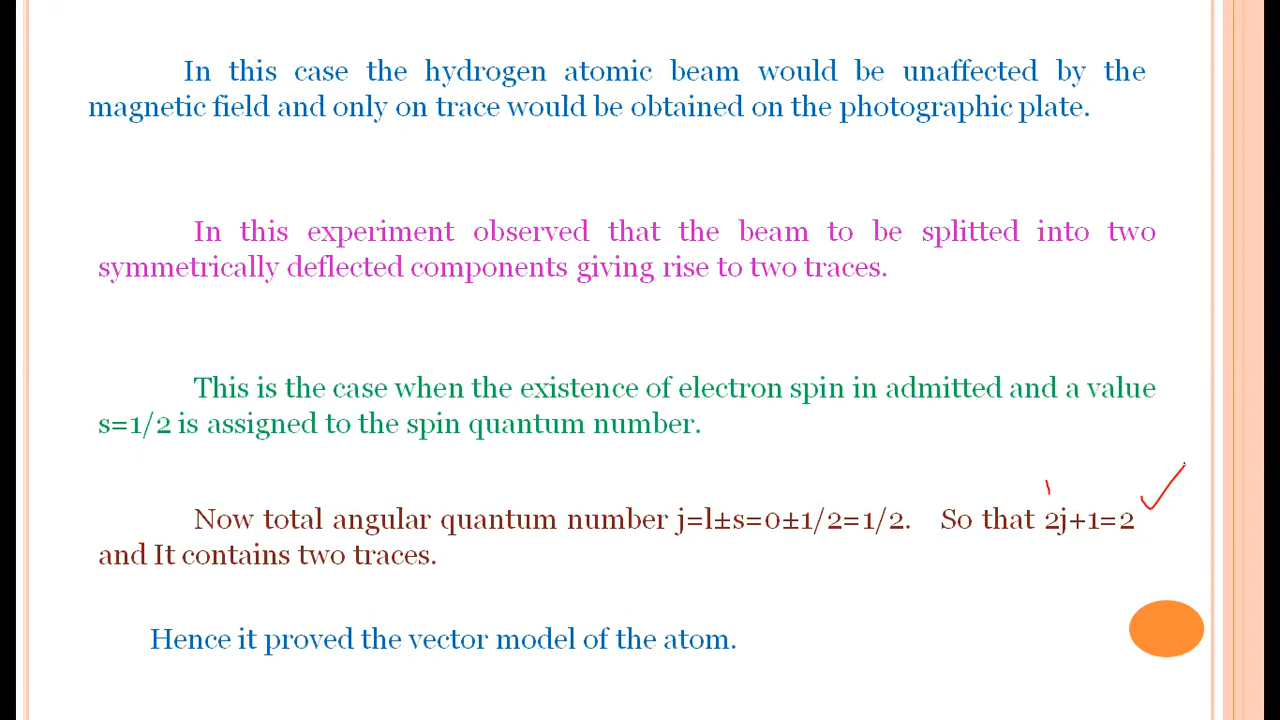 In this case the hydrogen atomic beam would be unaffected by the
magnetic field and only on trace would be obtained on the photographic plate.
In this experiment observed that the beam to be splitted into two
symmetrically deflected components giving rise to two traces.
This is the case when the existence of electron spin in admitted and a value
s=1/2 is assigned to the spin quantum number.
Now total angular quantum number j=l±s=0±1/2=1/2. So that 2j+1=2
and It contains two traces.
Hence it proved the vector model of the atom.